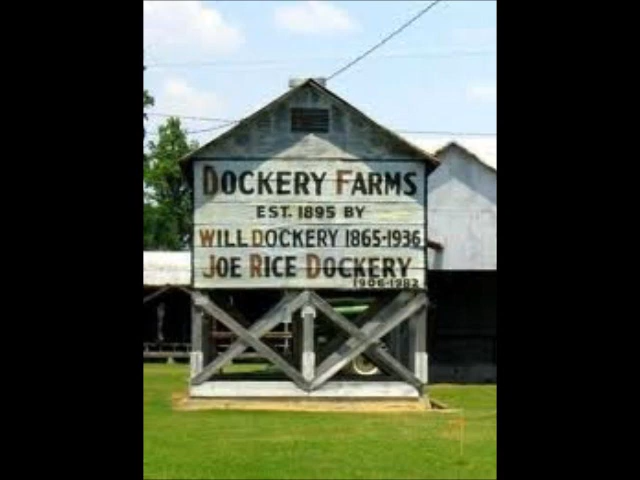 DOCKERY FARMS
EST. 1895 BY
WILL DOCKERY 1865-1936
JOE RICE DOCKERY
1906-1982